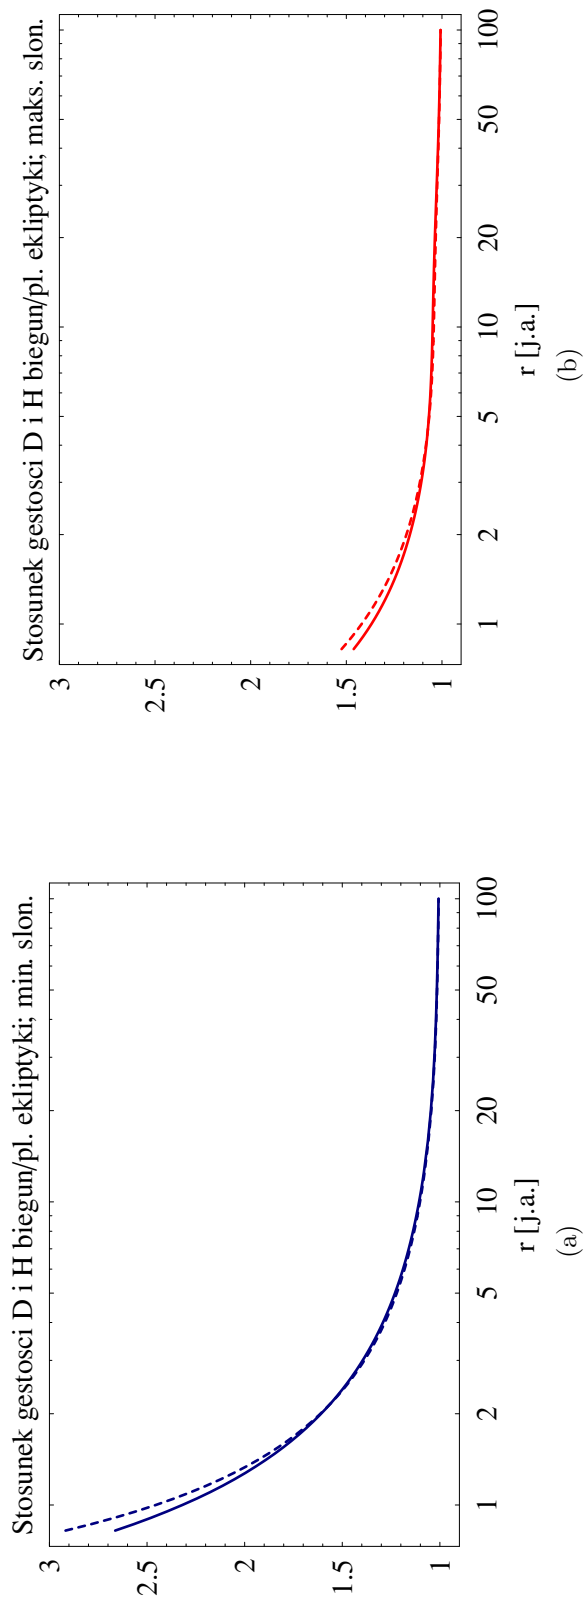 Stosunek gestosci D i H biegun/pl. ekliptyki; min. slon.
3
2.5
2
1.5
1
1 2 5 10 20 50 100
r [j.a.]
(a)
Stosunek gestosci D i H biegun/pl. ekliptyki; maks. slon.
3
2.5
2
1.5
1
1 2 5 10 20 50 100
r [j.a.]
(b)